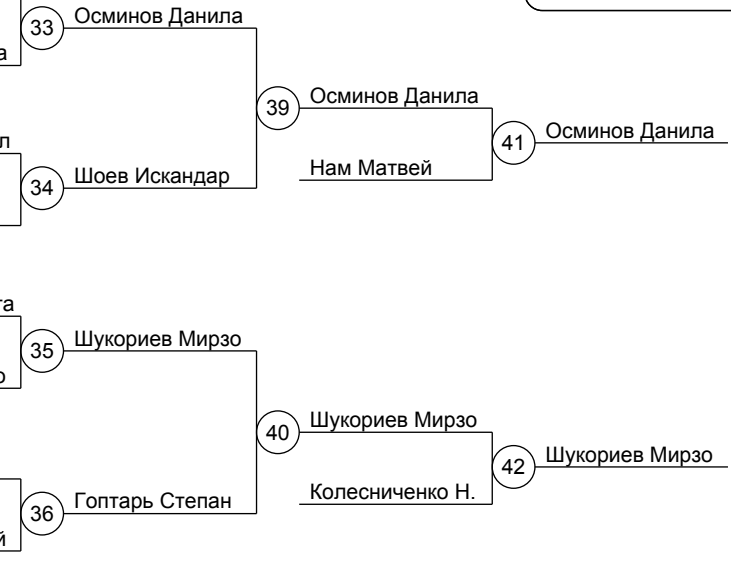 Осминов Данила
33
а
Осминов Данила
39
Осминов Данила
41
л
Нам Матвей
Шоев Искандар
34
та
Шукориев Мирзо
35
о
Шукориев Мирзо
40
Шукориев Мирзо
42
Колесниченко Н.
Гоптарь Степан
36
й